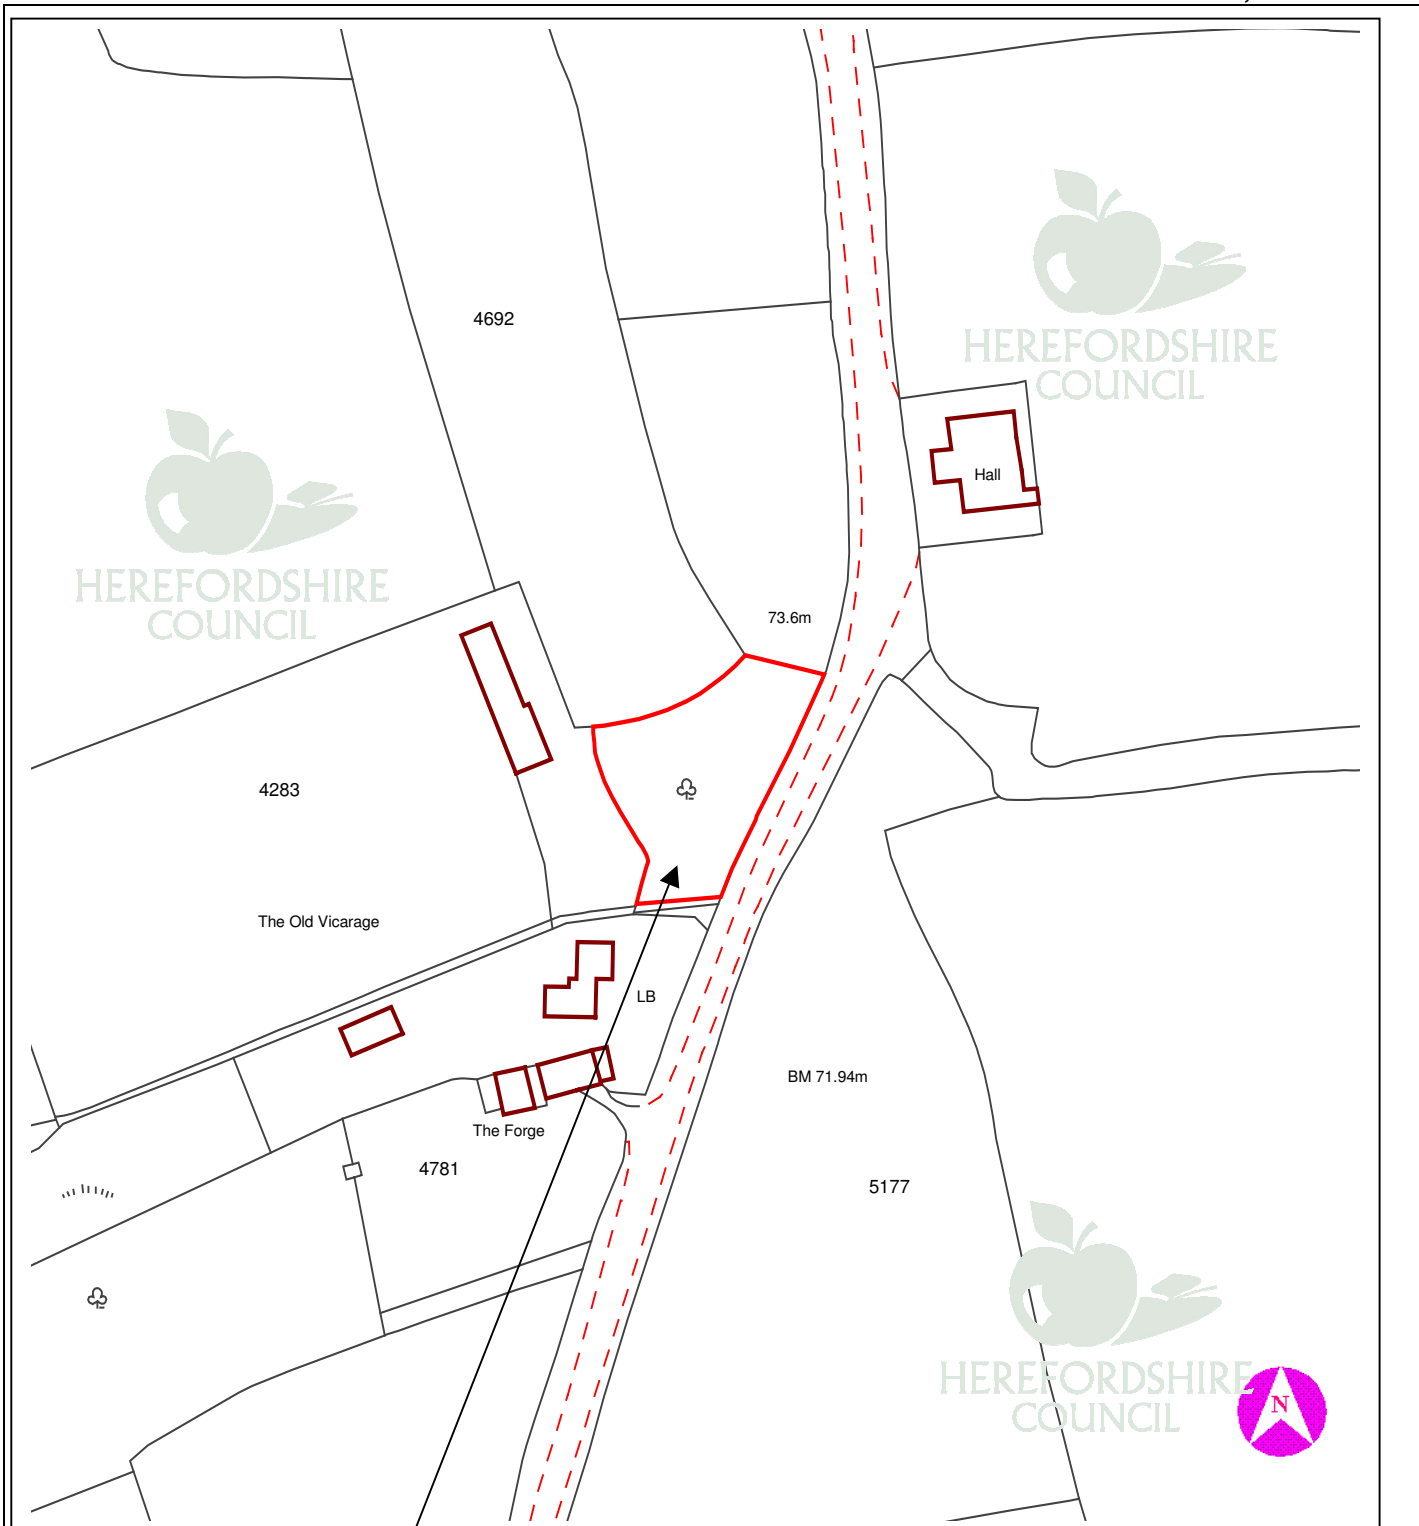 HEREFORDSHIRE
COUNCIL
4692
HEREFORDSHIRE
COUNCIL
Hall
73.6m
4283
The Old Vicarage
LB
BM 71.94m
The Forge
4781
5177
HEREFORDSHIRE
COUNCIL
N